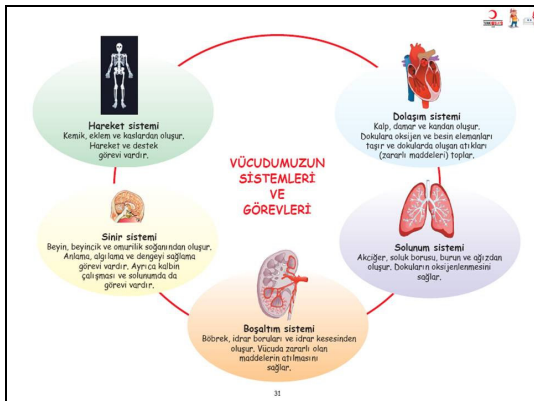 Hareket sistemi
Kemik, eklem ve kaslardan oluşur.
Hareket ve destek
görevi vardır.
Dolaşım sistemi
Kalp, damar ve kandan oluşur.
Dokulara oksijen ve besin elemanları
taşır ve dokularda oluşan atıkları
(zararlı maddeleri) toplar.
VÜCUDUMUZUN
SİSTEMLERİ
VE
GÖREVLERİ
Sinir sistemi
Beyin, beyincik ve omurilik soğanından oluşur.
Anlama, algılama ve dengeyi sağlama
görevi vardır. Ayrıca kalbin
çalışması ve solunumda da
görevi vardır.
Solunum sistemi
Akciğer, soluk borusu, burun ve ağızdan
oluşur. Dokuların oksijenlenmesini
sağlar.
Boşaltım sistemi
Böbrek, idrar boruları ve idrar kesesinden
oluşur. Vücuda zararlı olan
maddelerin atılmasını
sağlar.
31